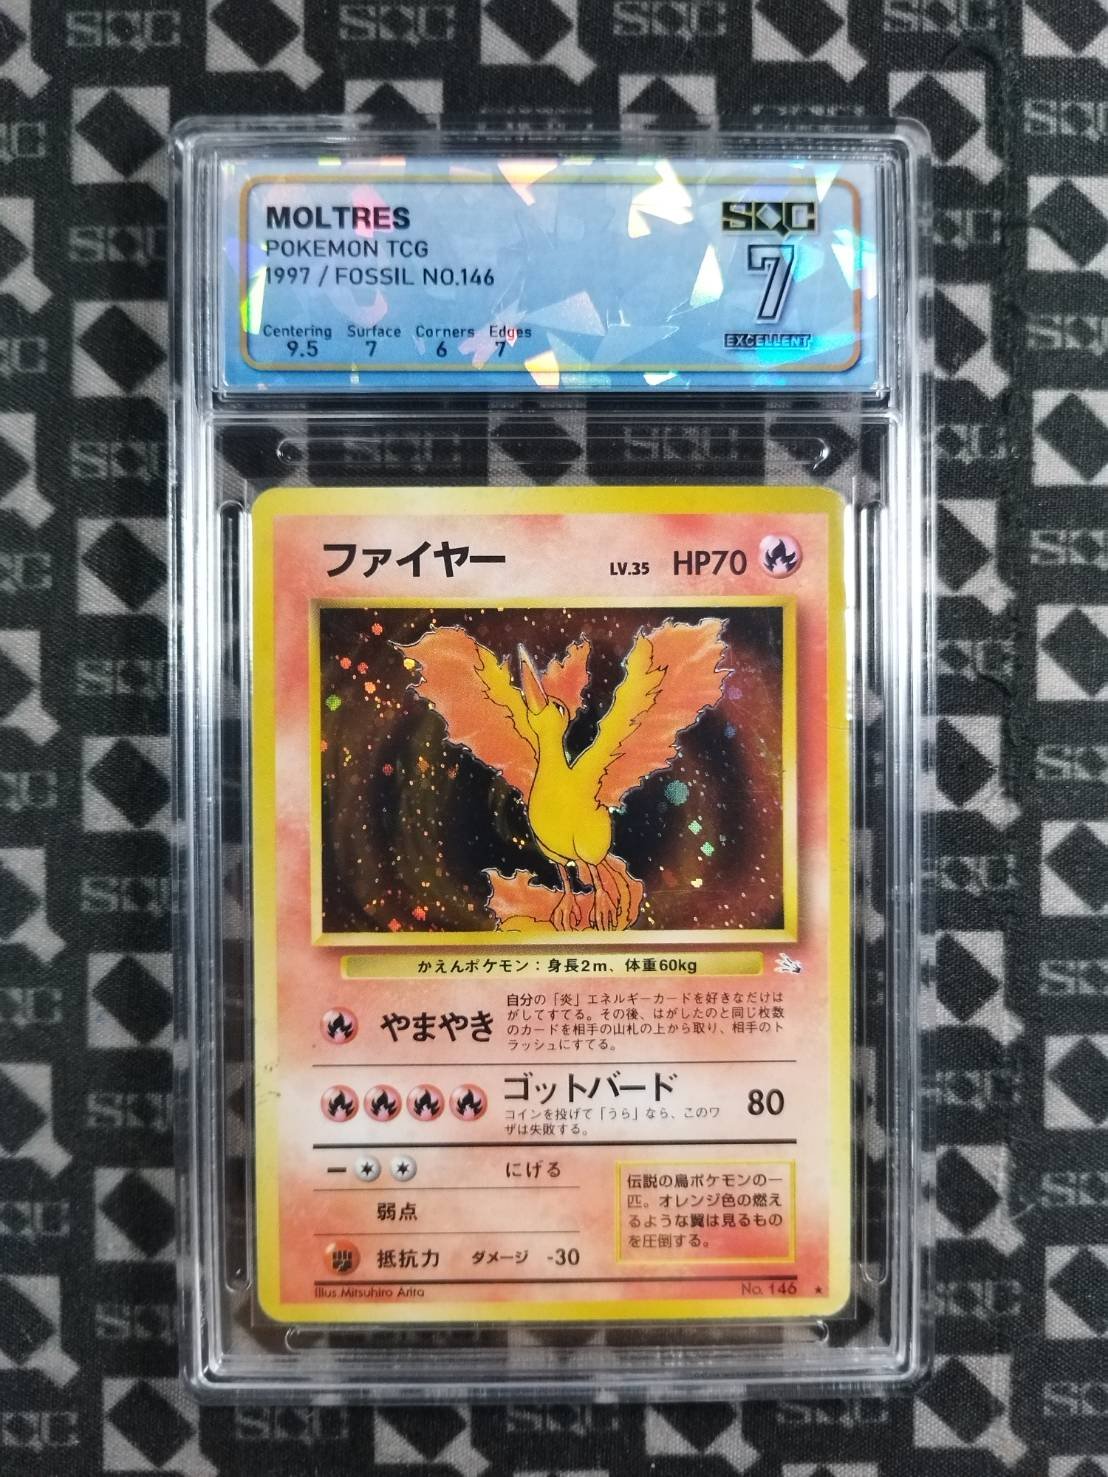 MOLTRES
POKEMON TCG
1997 / FOSSIL NO.146
Centering Surface Corners Edges
9.5 7 6 7
SQC
7
EXCELLENT
ファイヤー LV.35 HP70
かえんポケモン：身長2m、体重60kg
やまやき
自分の「炎」エネルギーカードを好きなだけは
がしてすてる。その後、はがしたのと同じ枚数
のカードを相手の山札の上から取り、相手のト
ラッシュにすてる。
ゴットバード 80
コインを投げて「うら」なら、このワ
ザは失敗する。
にげる
弱点
抵抗力 ダメージ -30
伝説の鳥ポケモンの一
匹。オレンジ色の燃え
るような翼は見るもの
を圧倒する。
Illus.Mitsuhiro Arita
No. 146 ★